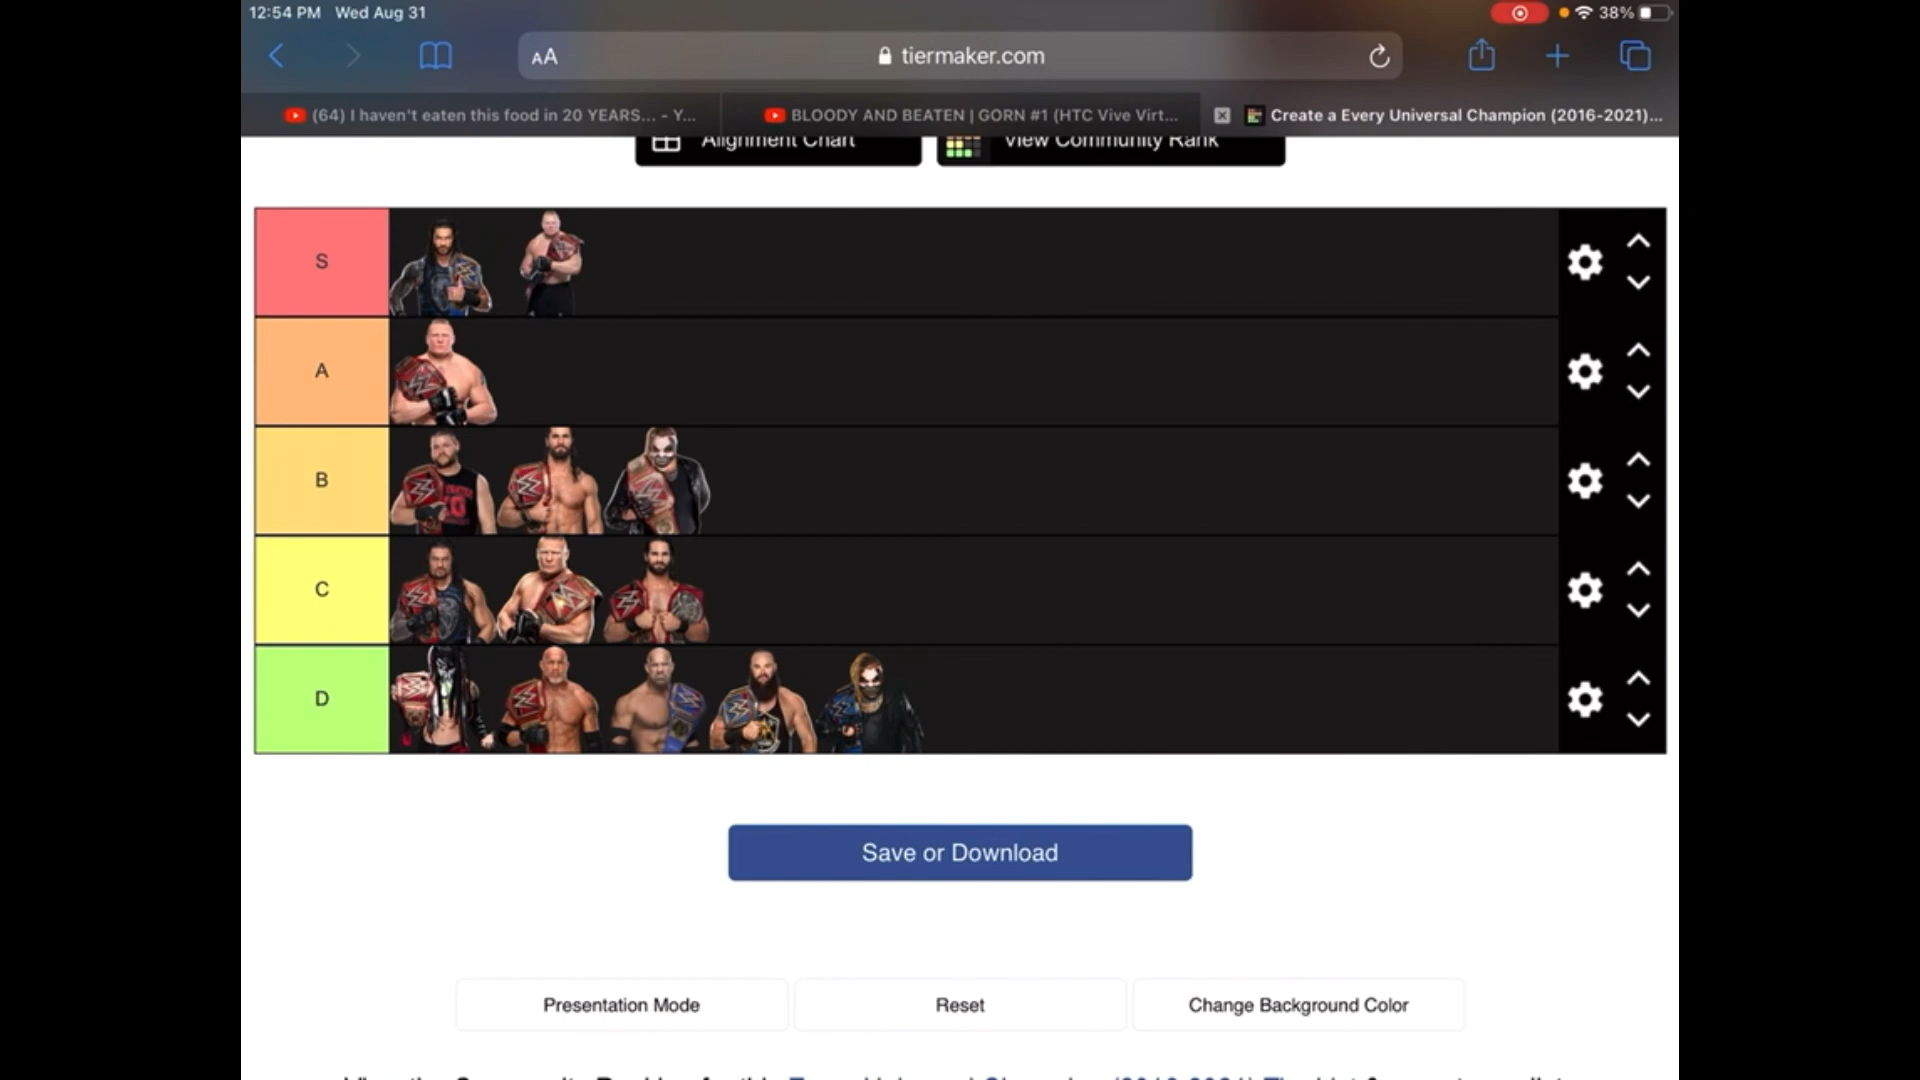 12:54 PM Wed Aug 31
38%
AA tiermaker.com
(64) I haven't eaten this food in 20 YEARS... - Y...
BLOODY AND BEATEN | GORN #1 (HTC Vive Virt...
Create a Every Universal Champion (2016-2021)...
Alignment Chart
View Community Rank
S
A
B
C
D
Save or Download
Presentation Mode
Reset
Change Background Color